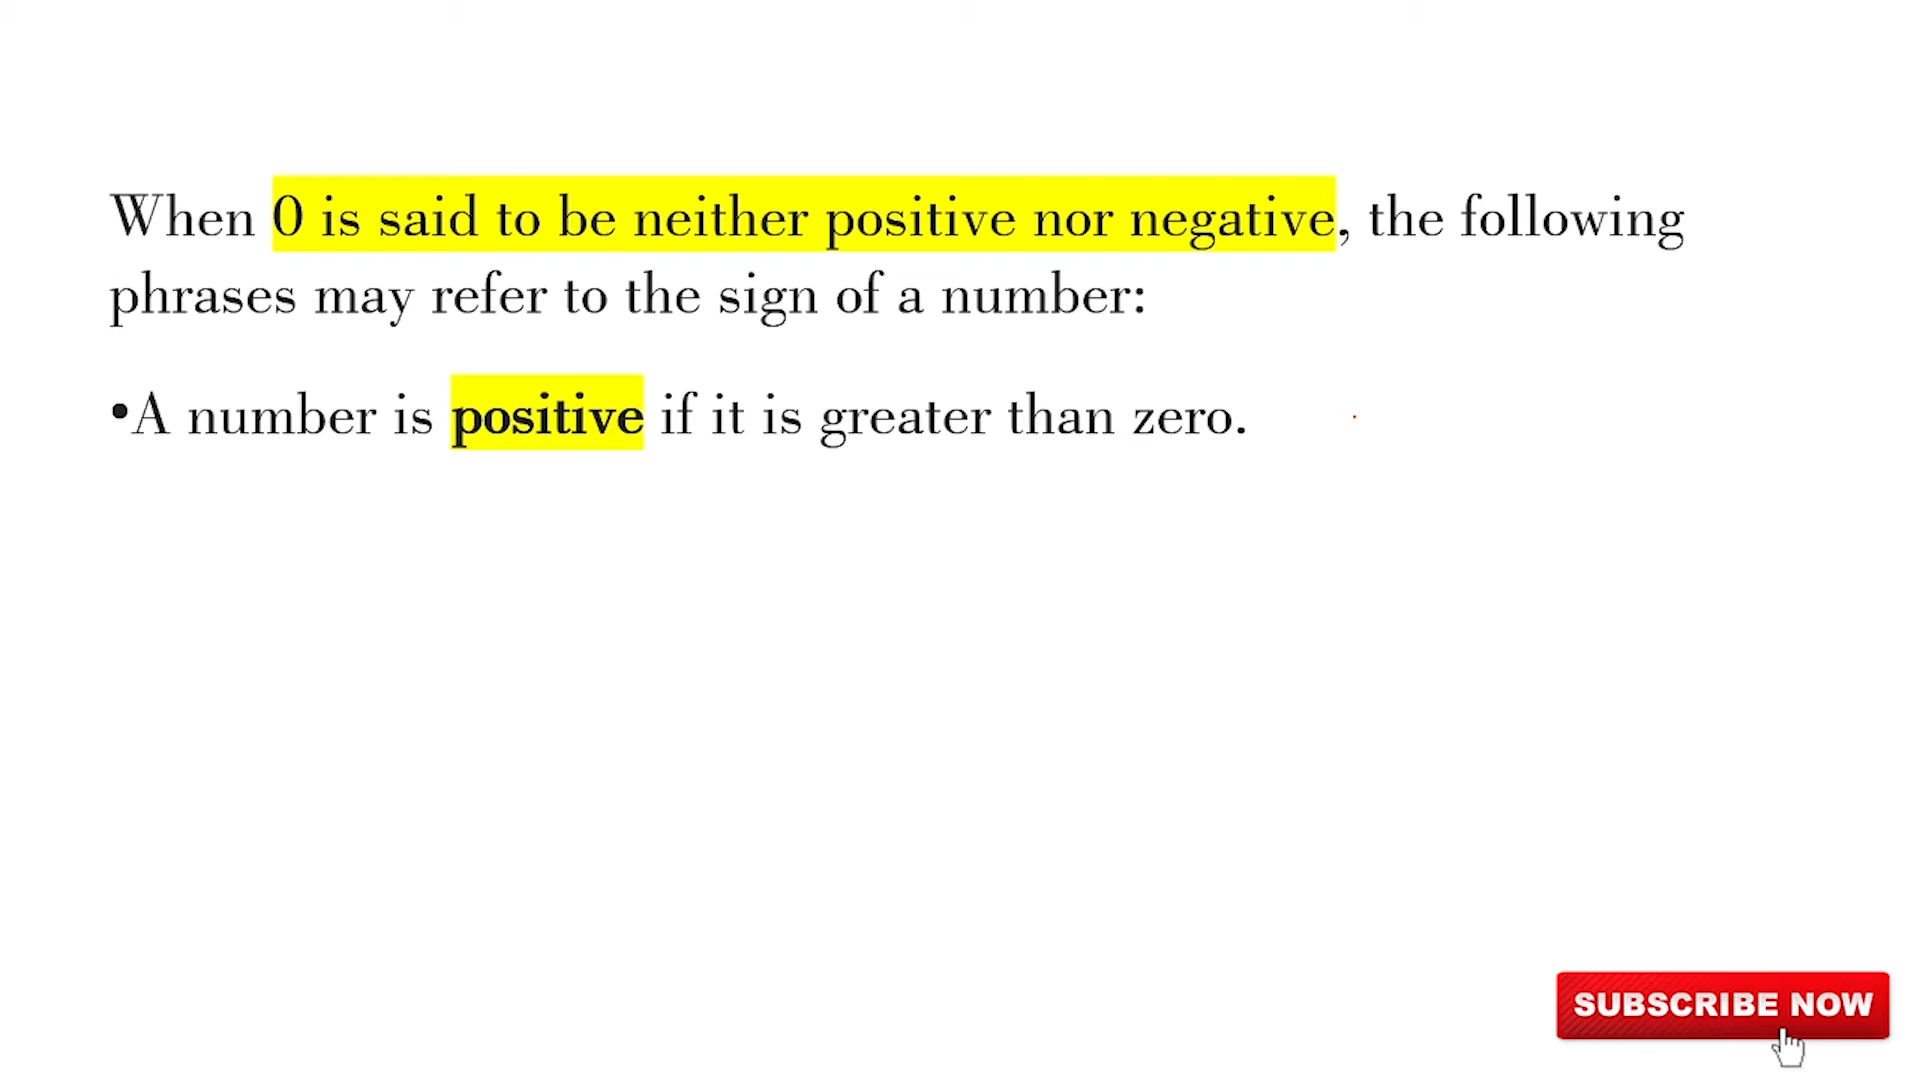 When 0 is said to be neither positive nor negative, the following
phrases may refer to the sign of a number:
•A number is positive if it is greater than zero.
SUBSCRIBE NOW